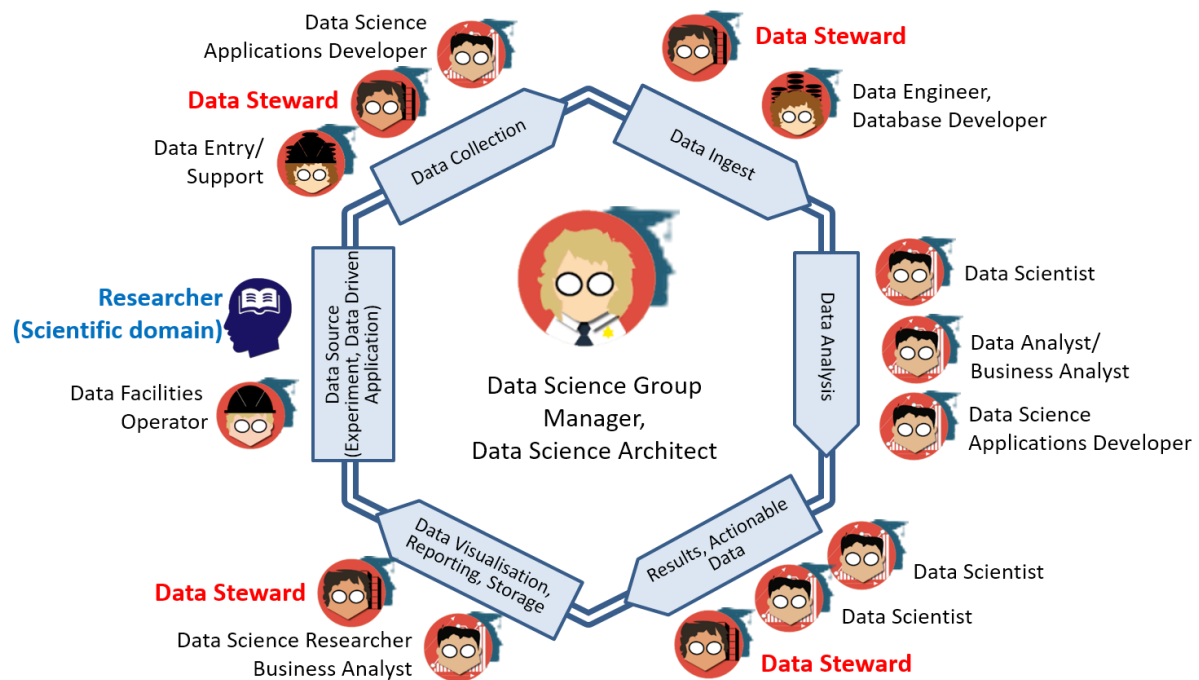 Data Science
Applications Developer
Data Steward
Data Entry/
Support
Data Collection
Data Steward
Data Engineer,
Database Developer
Data Ingest
Researcher
(Scientific domain)
Data Facilities
Operator
Data Source
(Experiment, Data Driven
Application)
Data Science Group
Manager,
Data Science Architect
Data Analysis
Data Scientist
Data Analyst/
Business Analyst
Data Science
Applications Developer
Data Visualisation,
Reporting, Storage
Results, Actionable
Data
Data Scientist
Data Scientist
Data Steward
Data Steward
Data Science Researcher
Business Analyst